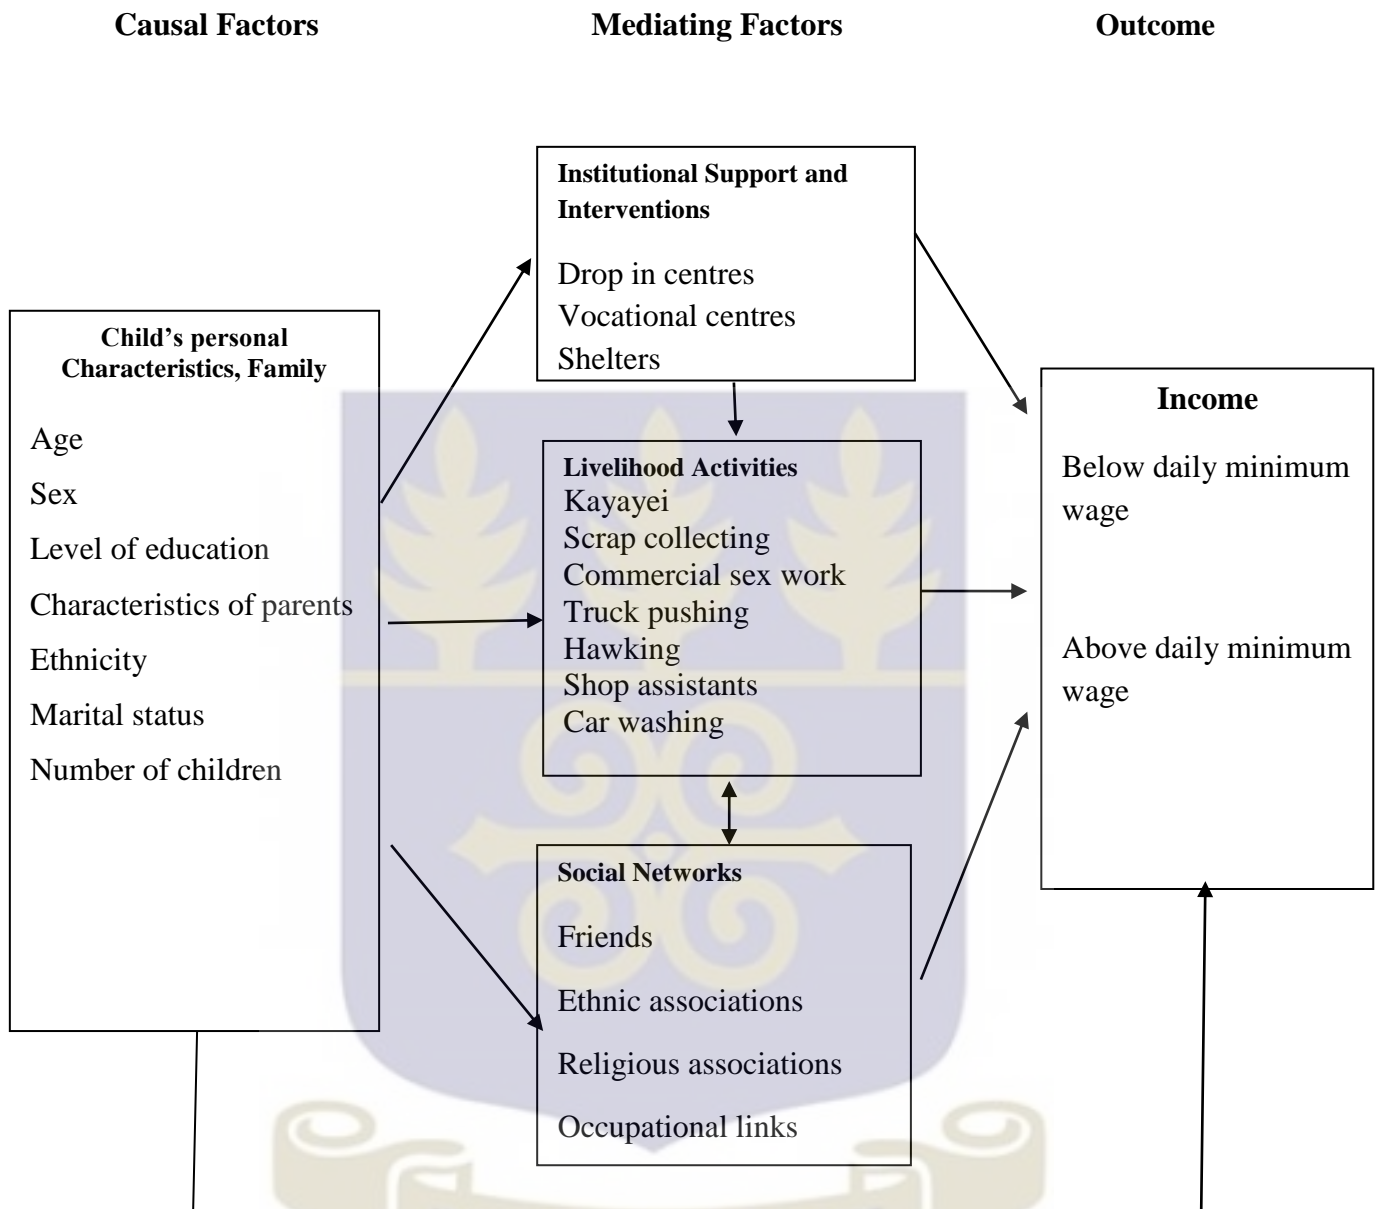 Causal Factors
Mediating Factors
Outcome
Child’s personal
Characteristics, Family
Age
Sex
Level of education
Characteristics of parents
Ethnicity
Marital status
Number of children
Institutional Support and
Interventions
Drop in centres
Vocational centres
Shelters
Livelihood Activities
Kayayei
Scrap collecting
Commercial sex work
Truck pushing
Hawking
Shop assistants
Car washing
Social Networks
Friends
Ethnic associations
Religious associations
Occupational links
Income
Below daily minimum
wage
Above daily minimum
wage